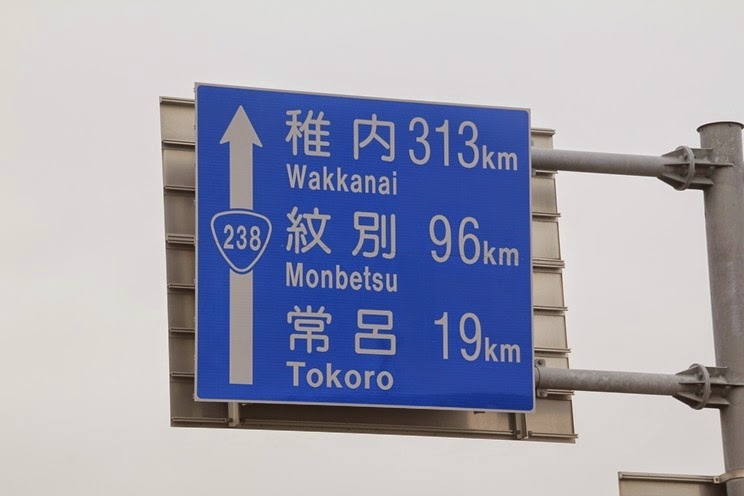 稚内 313km
Wakkanai
238
紋別 96km
Monbetsu
常呂 19km
Tokoro